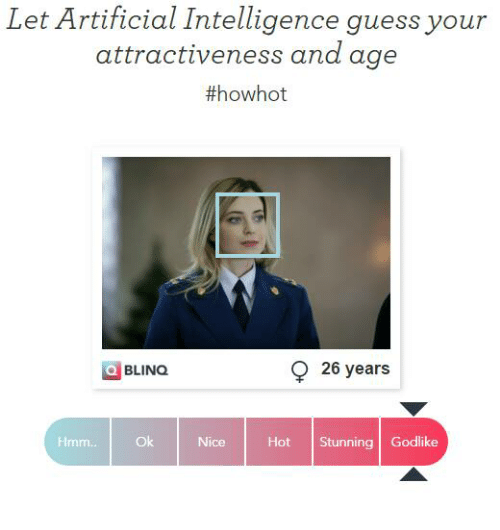 Let Artificial Intelligence guess your
attractiveness and age
#howhot
BLINQ
26 years
Hmm.. Ok Nice Hot Stunning Godlike